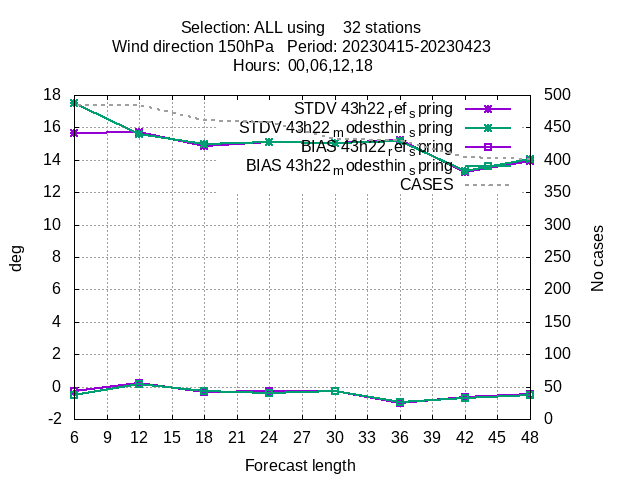 Selection: ALL using 32 stations
Wind direction 150hPa Period: 20230415-20230423
Hours: 00,06,12,18
STDV 43h22_ref_spring
STDV 43h22_modesthin_spring
BIAS 43h22_ref_spring
BIAS 43h22_modesthin_spring
CASES
18
16
14
12
10
8
6
4
2
0
-2
deg
500
450
400
350
300
250
200
150
100
50
0
No cases
6 9 12 15 18 21 24 27 30 33 36 39 42 45 48
Forecast length